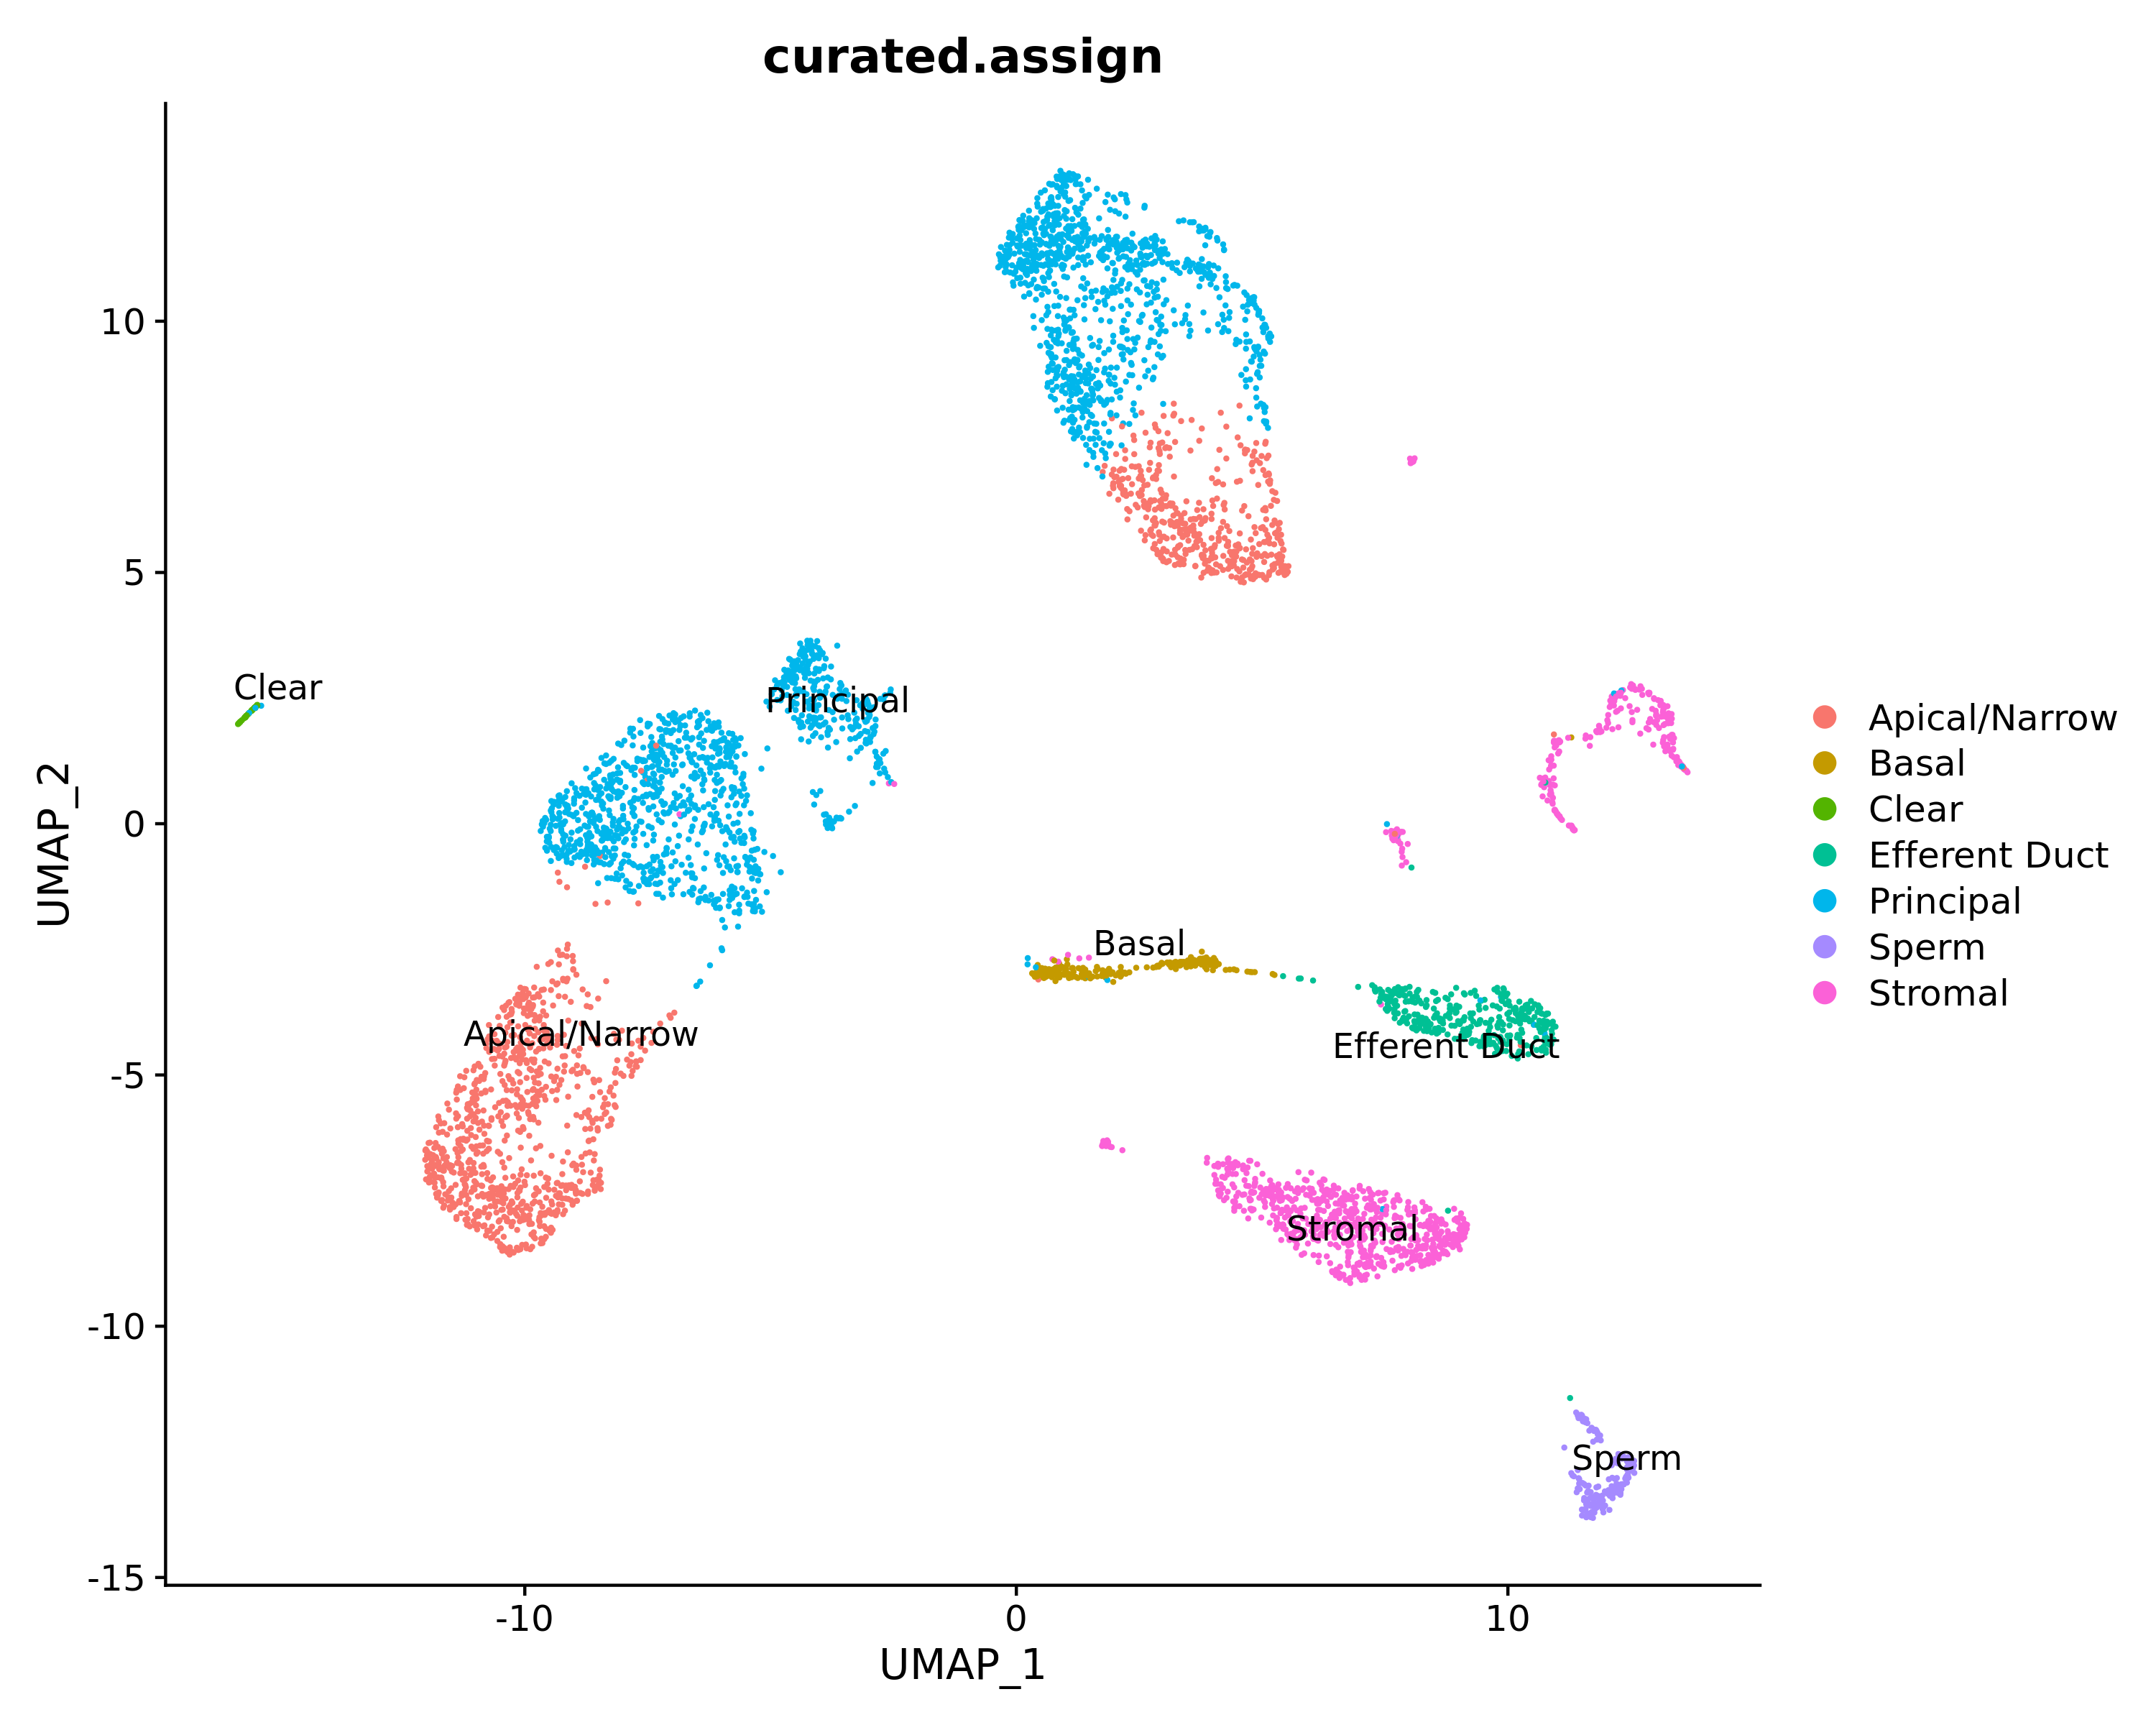 curated.assign
UMAP_2
10
5
0
-5
-10
-15
Clear
Principal
Basal
Apical/Narrow
Efferent Duct
Stromal
Sperm
-10
0
10
UMAP_1
Apical/Narrow
Basal
Clear
Efferent Duct
Principal
Sperm
Stromal